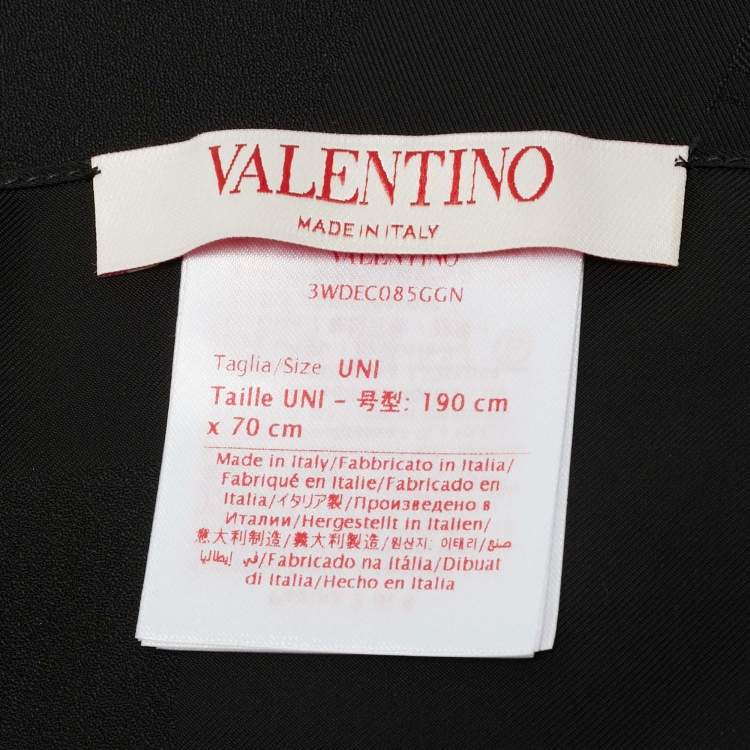 VALENTINO
MADE IN ITALY
VALENTINO
3WDEC085GGN
Taglia/Size UNI
Taille UNI – 号型: 190 cm
x 70 cm
Made in Italy/Fabbricato in Italia/
Fabriqué en Italie/Fabricado en
Italia/イタリア製/Произведено в
Италии/Hergestellt in Italien/
意大利制造/義大利製造/원산지: 이태리/صنع
في إيطاليا/Fabricado na Itália/Dibuat
di Italia/Hecho en Italia